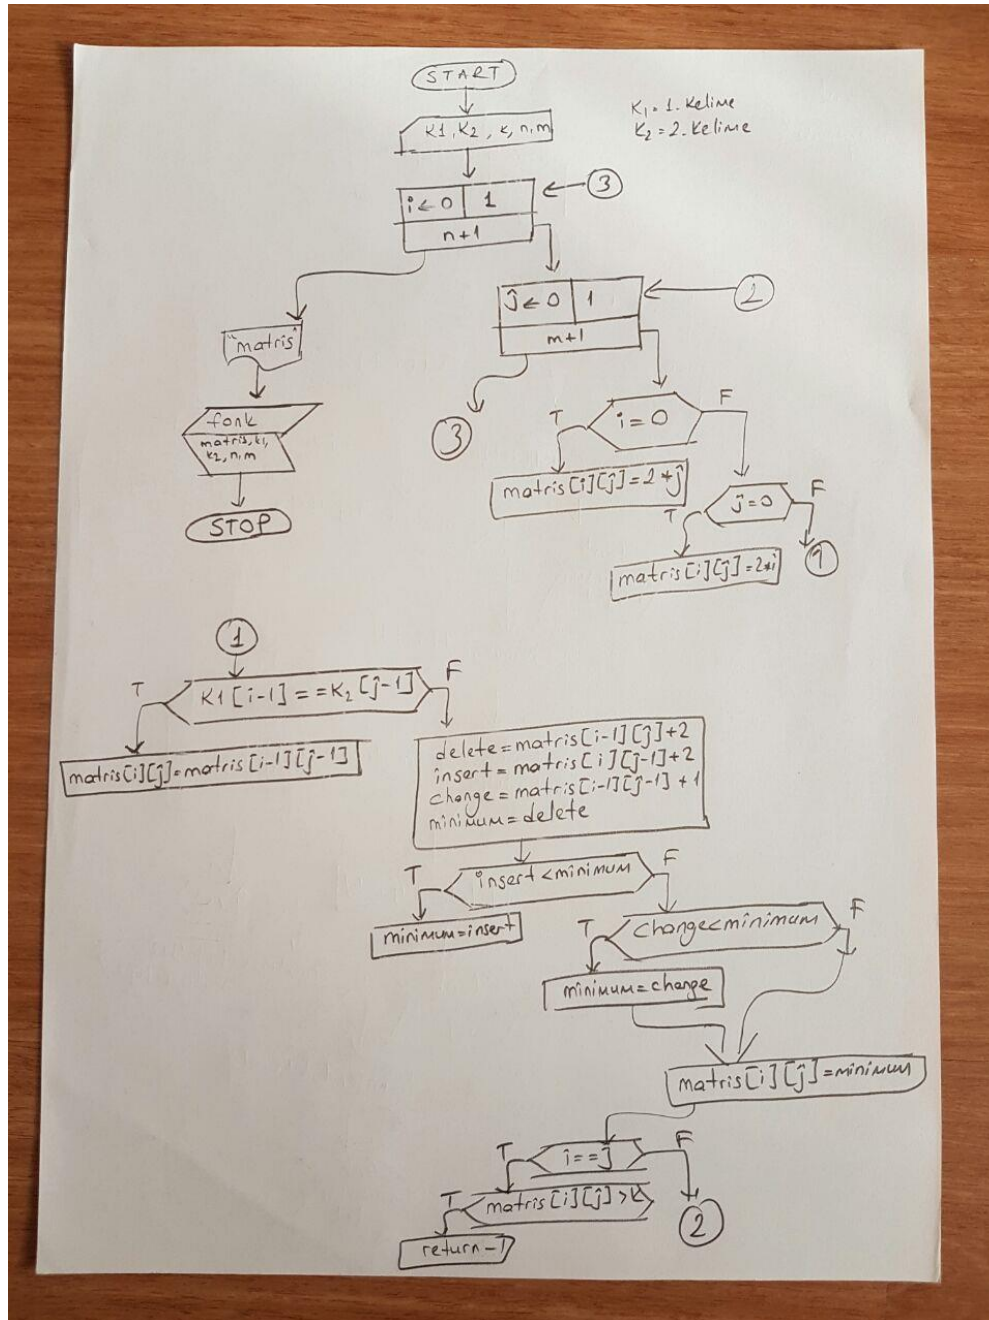 START
K1, K2, k, n, m
K1 = 1. Kelime
K2 = 2. Kelime
i ← 0 | 1
n+1
3
j ← 0 | 1
m+1
2
"matris"
fonk
matris, k1,
k2, n, m
STOP
3
i = 0
T
F
matris[i][j] = 2*j
j = 0
T
F
matris[i][j] = 2*i
1
1
K1[i-1] == K2[j-1]
T
F
matris[i][j] = matris[i-1][j-1]
delete = matris[i-1][j]+2
insert = matris[i][j-1]+2
change = matris[i-1][j-1]+1
minimum = delete
insert < minimum
T
F
minimum = insert
change < minimum
T
F
minimum = change
matris[i][j] = minimum
i == j
T
F
matris[i][j] > k
T
2
return -1